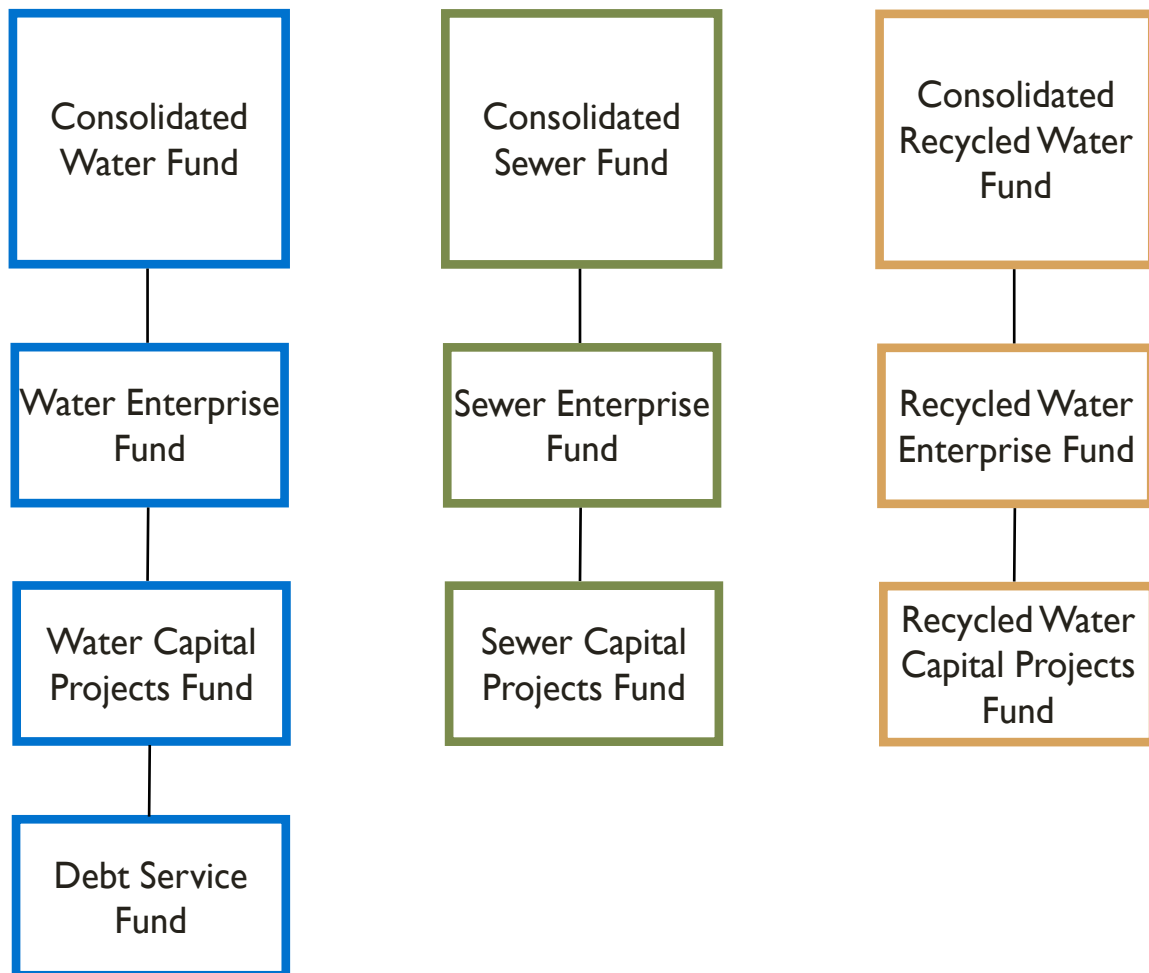 Consolidated
Water Fund
Consolidated
Sewer Fund
Consolidated
Recycled Water
Fund
Water Enterprise
Fund
Sewer Enterprise
Fund
Recycled Water
Enterprise Fund
Water Capital
Projects Fund
Sewer Capital
Projects Fund
Recycled Water
Capital Projects
Fund
Debt Service
Fund